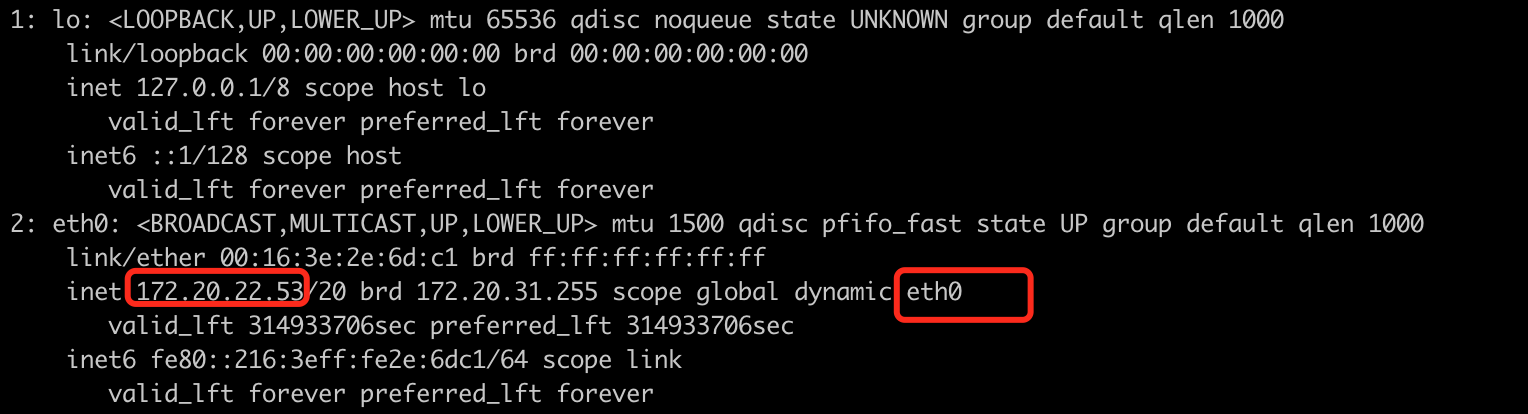 1: lo: <LOOPBACK,UP,LOWER_UP> mtu 65536 qdisc noqueue state UNKNOWN group default qlen 1000
link/loopback 00:00:00:00:00:00 brd 00:00:00:00:00:00
inet 127.0.0.1/8 scope host lo
valid_lft forever preferred_lft forever
inet6 ::1/128 scope host
valid_lft forever preferred_lft forever
2: eth0: <BROADCAST,MULTICAST,UP,LOWER_UP> mtu 1500 qdisc pfifo_fast state UP group default qlen 1000
link/ether 00:16:3e:2e:6d:c1 brd ff:ff:ff:ff:ff:ff
inet 172.20.22.53/20 brd 172.20.31.255 scope global dynamic eth0
valid_lft 314933706sec preferred_lft 314933706sec
inet6 fe80::216:3eff:fe2e:6dc1/64 scope link
valid_lft forever preferred_lft forever